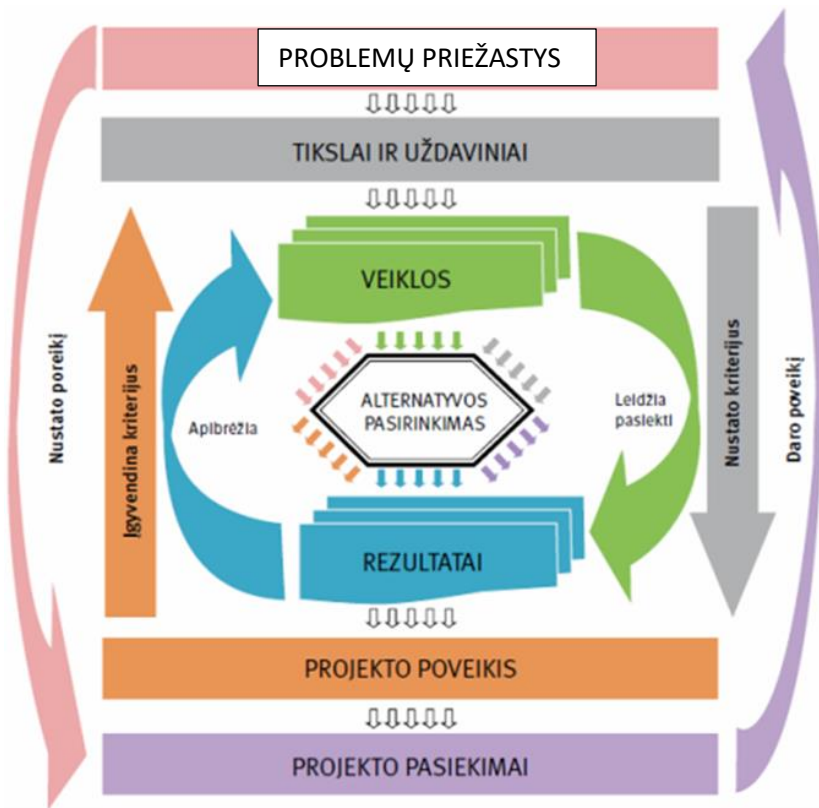 PROBLEMŲ PRIEŽASTYS
TIKSLAI IR UŽDAVINIAI
VEIKLOS
Nustato poreikį
Įgyvendina kriterijus
Apibrėžia
ALTERNATYVOS
PASIRINKIMAS
Leidžia
pasiekti
Nustato kriterijus
Daro poveikį
REZULTATAI
PROJEKTO POVEIKIS
PROJEKTO PASIEKIMAI